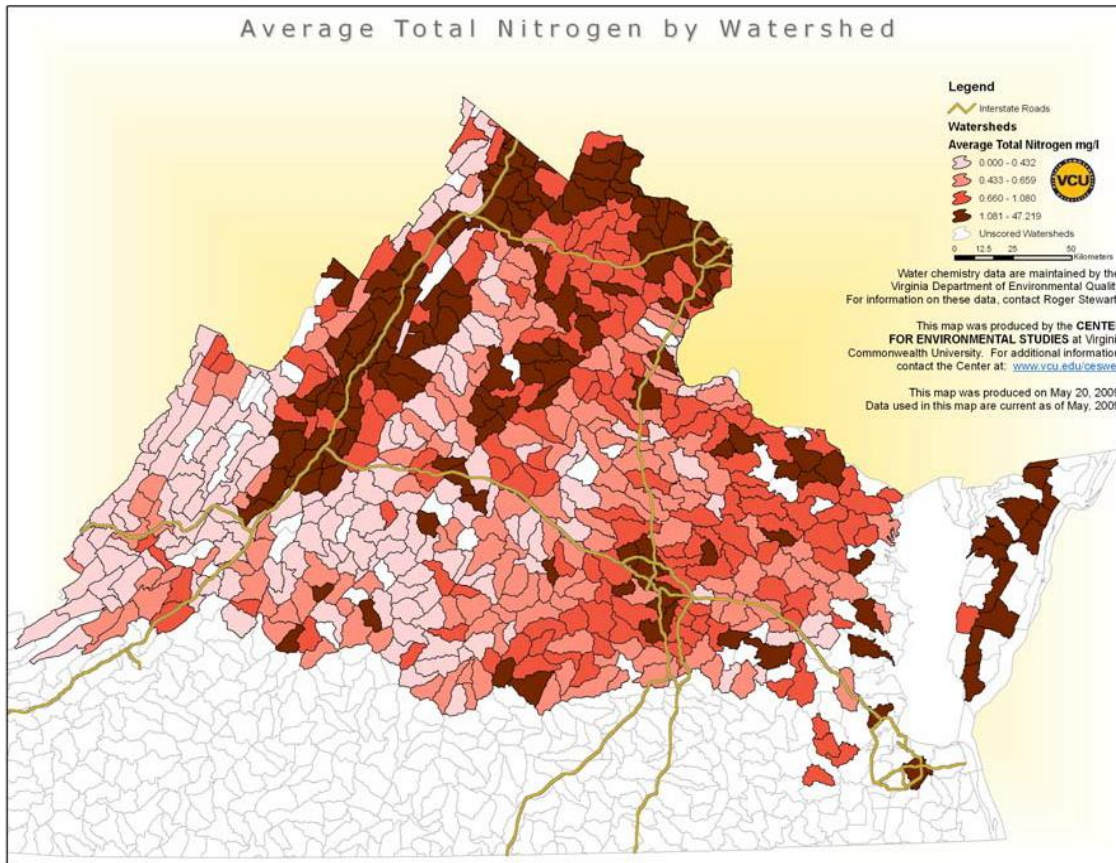 Average Total Nitrogen by Watershed
Legend
Interstate Roads
Watersheds
Average Total Nitrogen mg/l
0.000 - 0.432
0.433 - 0.659
0.660 - 1.080
1.081 - 47.219
Unscored Watersheds
VCU
0 12.5 25 50
Kilometers
Water chemistry data are maintained by the
Virginia Department of Environmental Qualit
For information on these data, contact Roger Stewart
This map was produced by the CENTE
FOR ENVIRONMENTAL STUDIES at Virgini
Commonwealth University. For additional information
contact the Center at: www.vcu.edu/ceswe
This map was produced on May 20, 2009
Data used in this map are current as of May, 2009